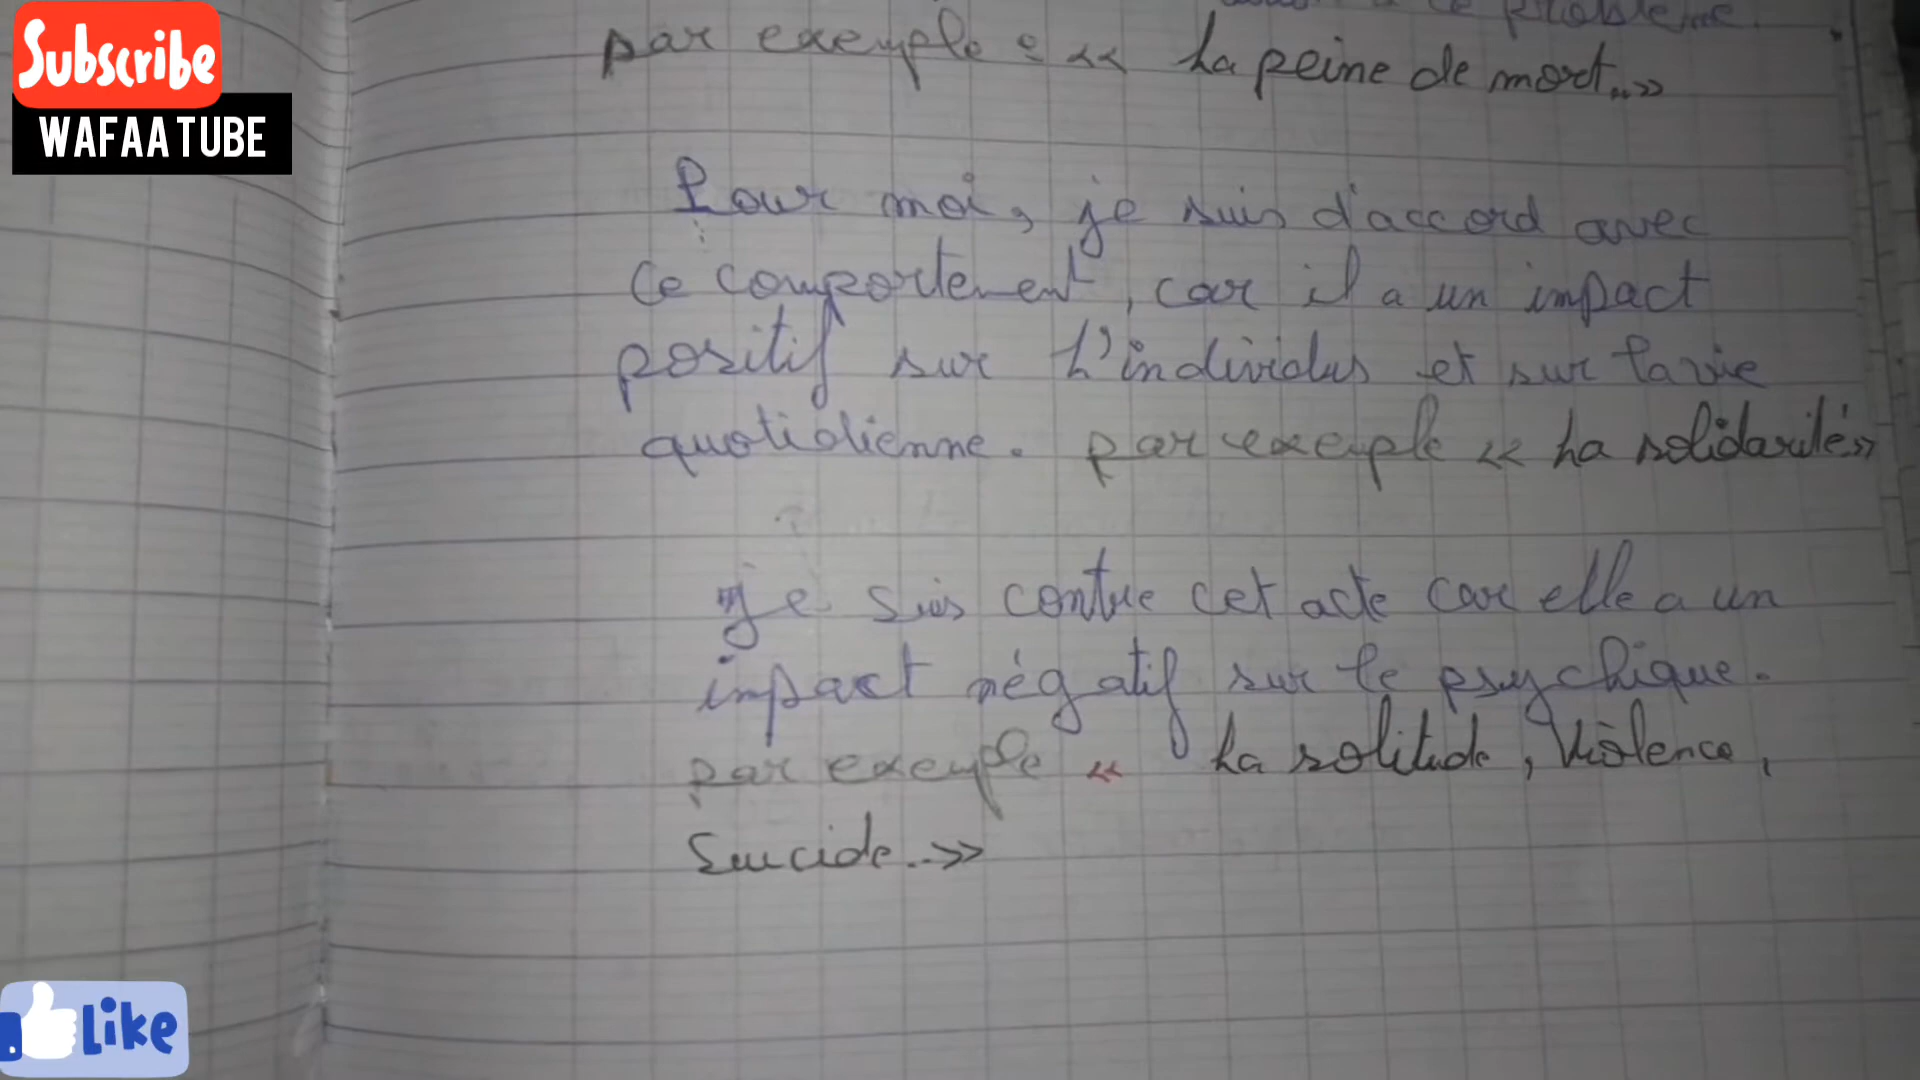 Subscribe
WAFAA TUBE
problème
par exemple : << La peine de mort..>>
Pour moi, je suis d'accord avec
ce comportement, car il a un impact
positif sur L'individus et sur la vie
quotidienne. par exemple << La solidarité>>
je suis contre cet acte car elle a un
impact négatif sur le psychique.
par exemple << La solitude, Violence,
Suicide..>>
Like